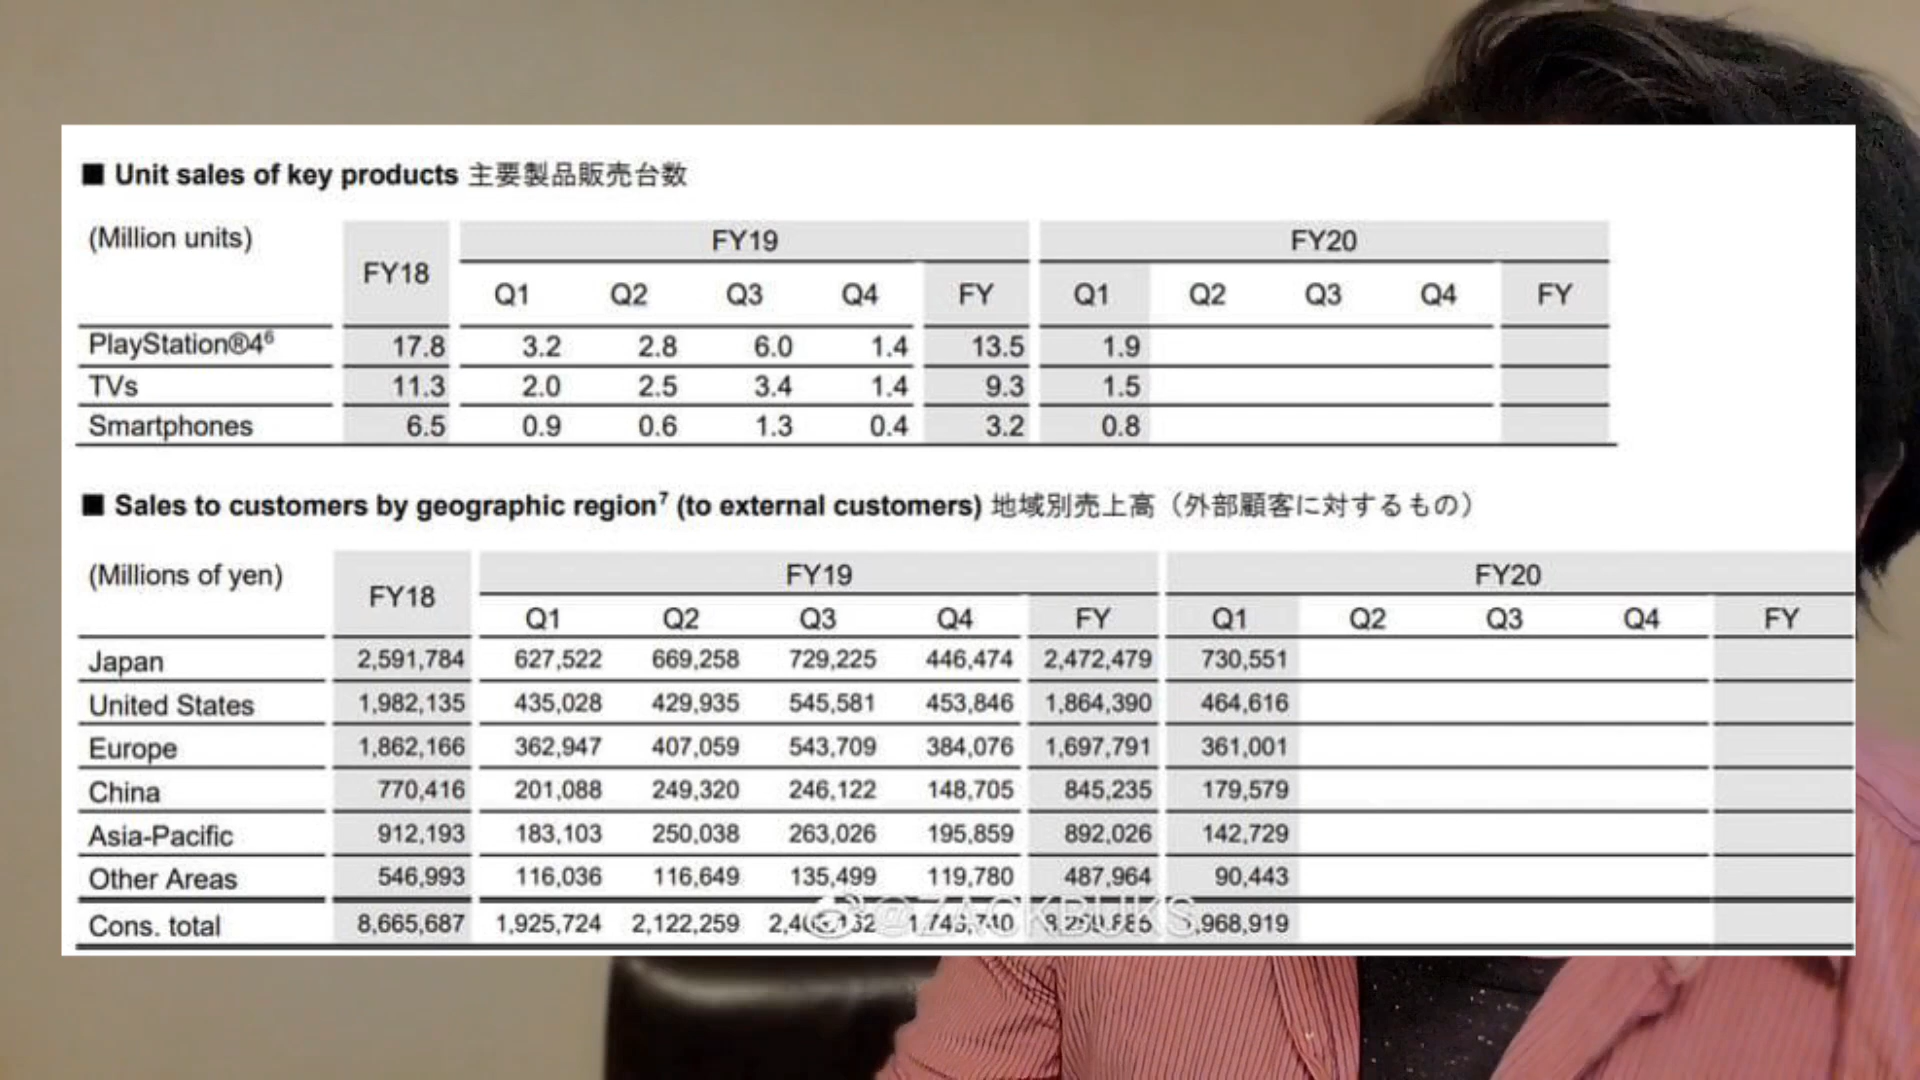 ■ Unit sales of key products 主要製品販売台数
(Million units) FY18 FY19 FY20
Q1 Q2 Q3 Q4 FY Q1 Q2 Q3 Q4 FY
PlayStation®4⁶ 17.8 3.2 2.8 6.0 1.4 13.5 1.9
TVs 11.3 2.0 2.5 3.4 1.4 9.3 1.5
Smartphones 6.5 0.9 0.6 1.3 0.4 3.2 0.8
■ Sales to customers by geographic region⁷ (to external customers) 地域別売上高（外部顧客に対するもの）
(Millions of yen) FY18 FY19 FY20
Q1 Q2 Q3 Q4 FY Q1 Q2 Q3 Q4 FY
Japan 2,591,784 627,522 669,258 729,225 446,474 2,472,479 730,551
United States 1,982,135 435,028 429,935 545,581 453,846 1,864,390 464,616
Europe 1,862,166 362,947 407,059 543,709 384,076 1,697,791 361,001
China 770,416 201,088 249,320 246,122 148,705 845,235 179,579
Asia-Pacific 912,193 183,103 250,038 263,026 195,859 892,026 142,729
Other Areas 546,993 116,036 116,649 135,499 119,780 487,964 90,443
Cons. total 8,665,687 1,925,724 2,122,259
@ZACKBUKS